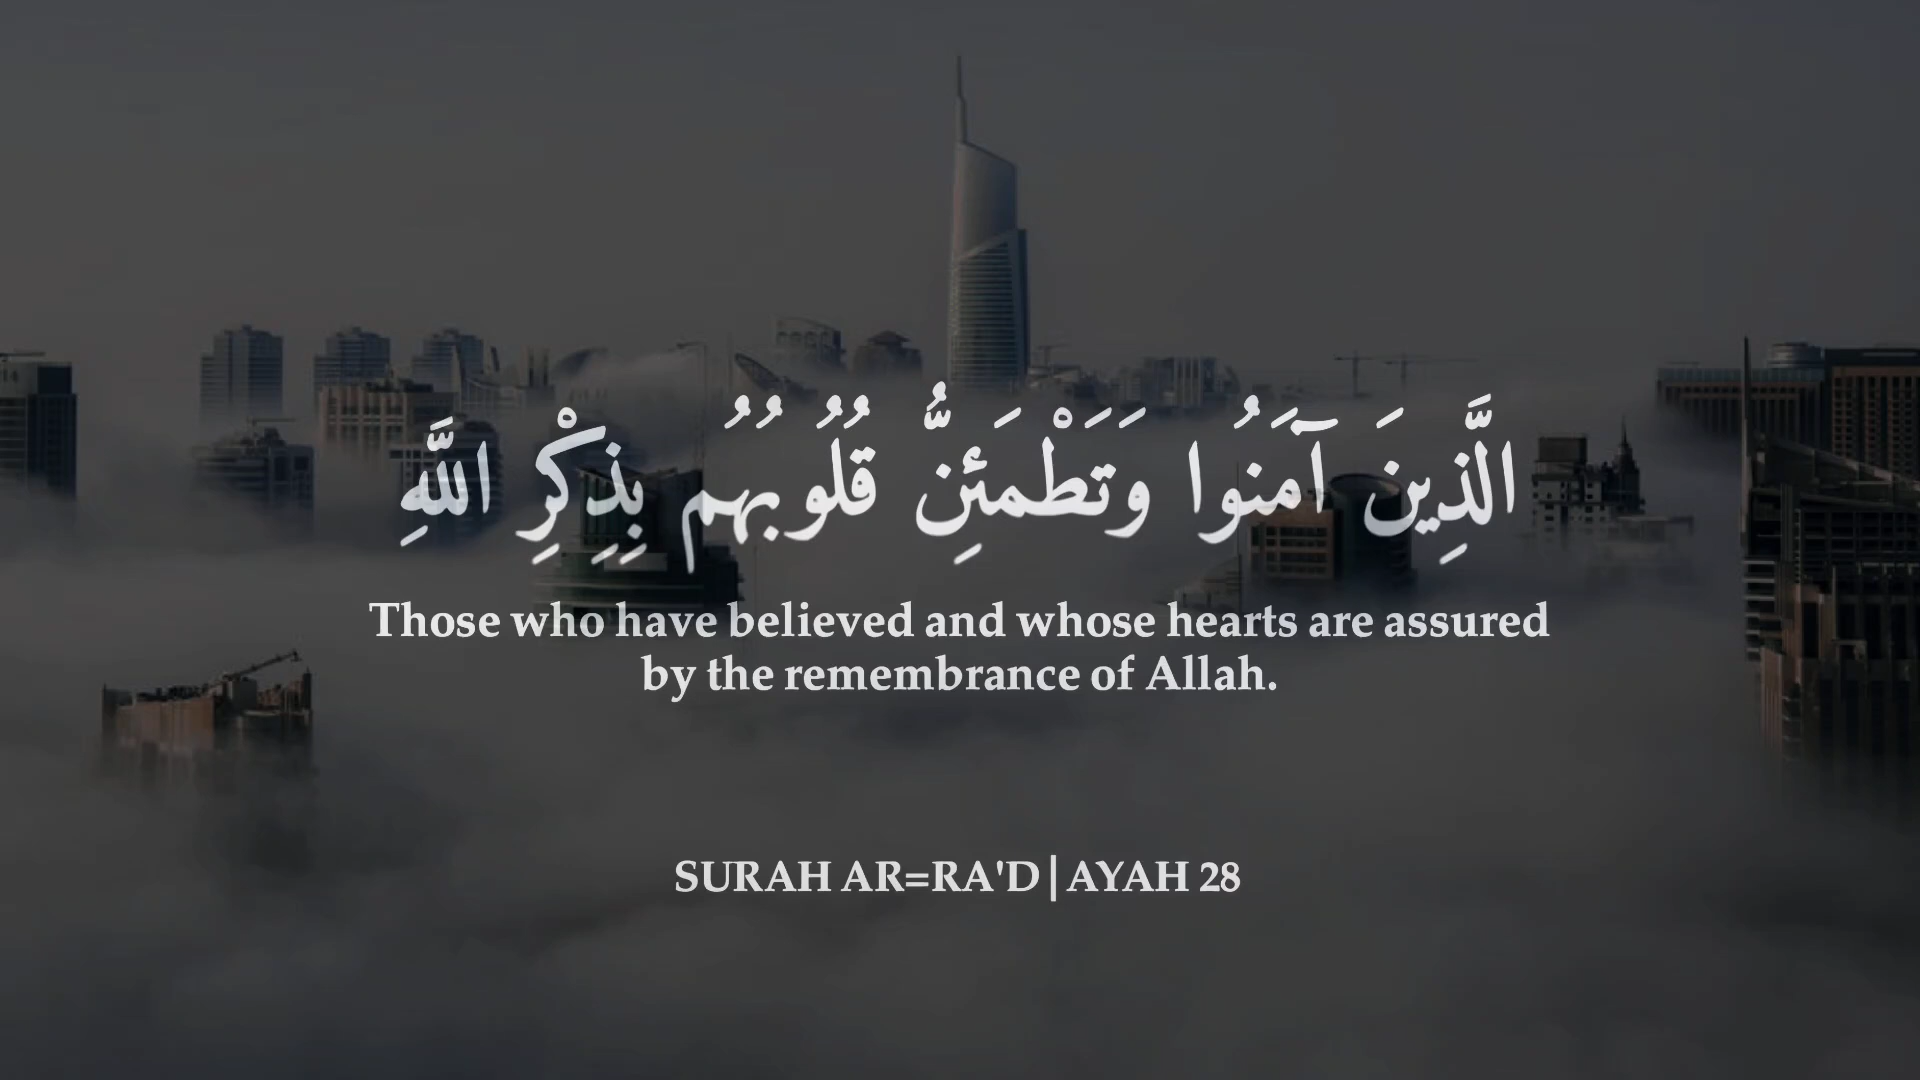 الَّذِينَ آمَنُوا وَتَطْمَئِنُّ قُلُوبُهُم بِذِكْرِ اللَّهِ
Those who have believed and whose hearts are assured
by the remembrance of Allah.
SURAH AR=RA'D|AYAH 28